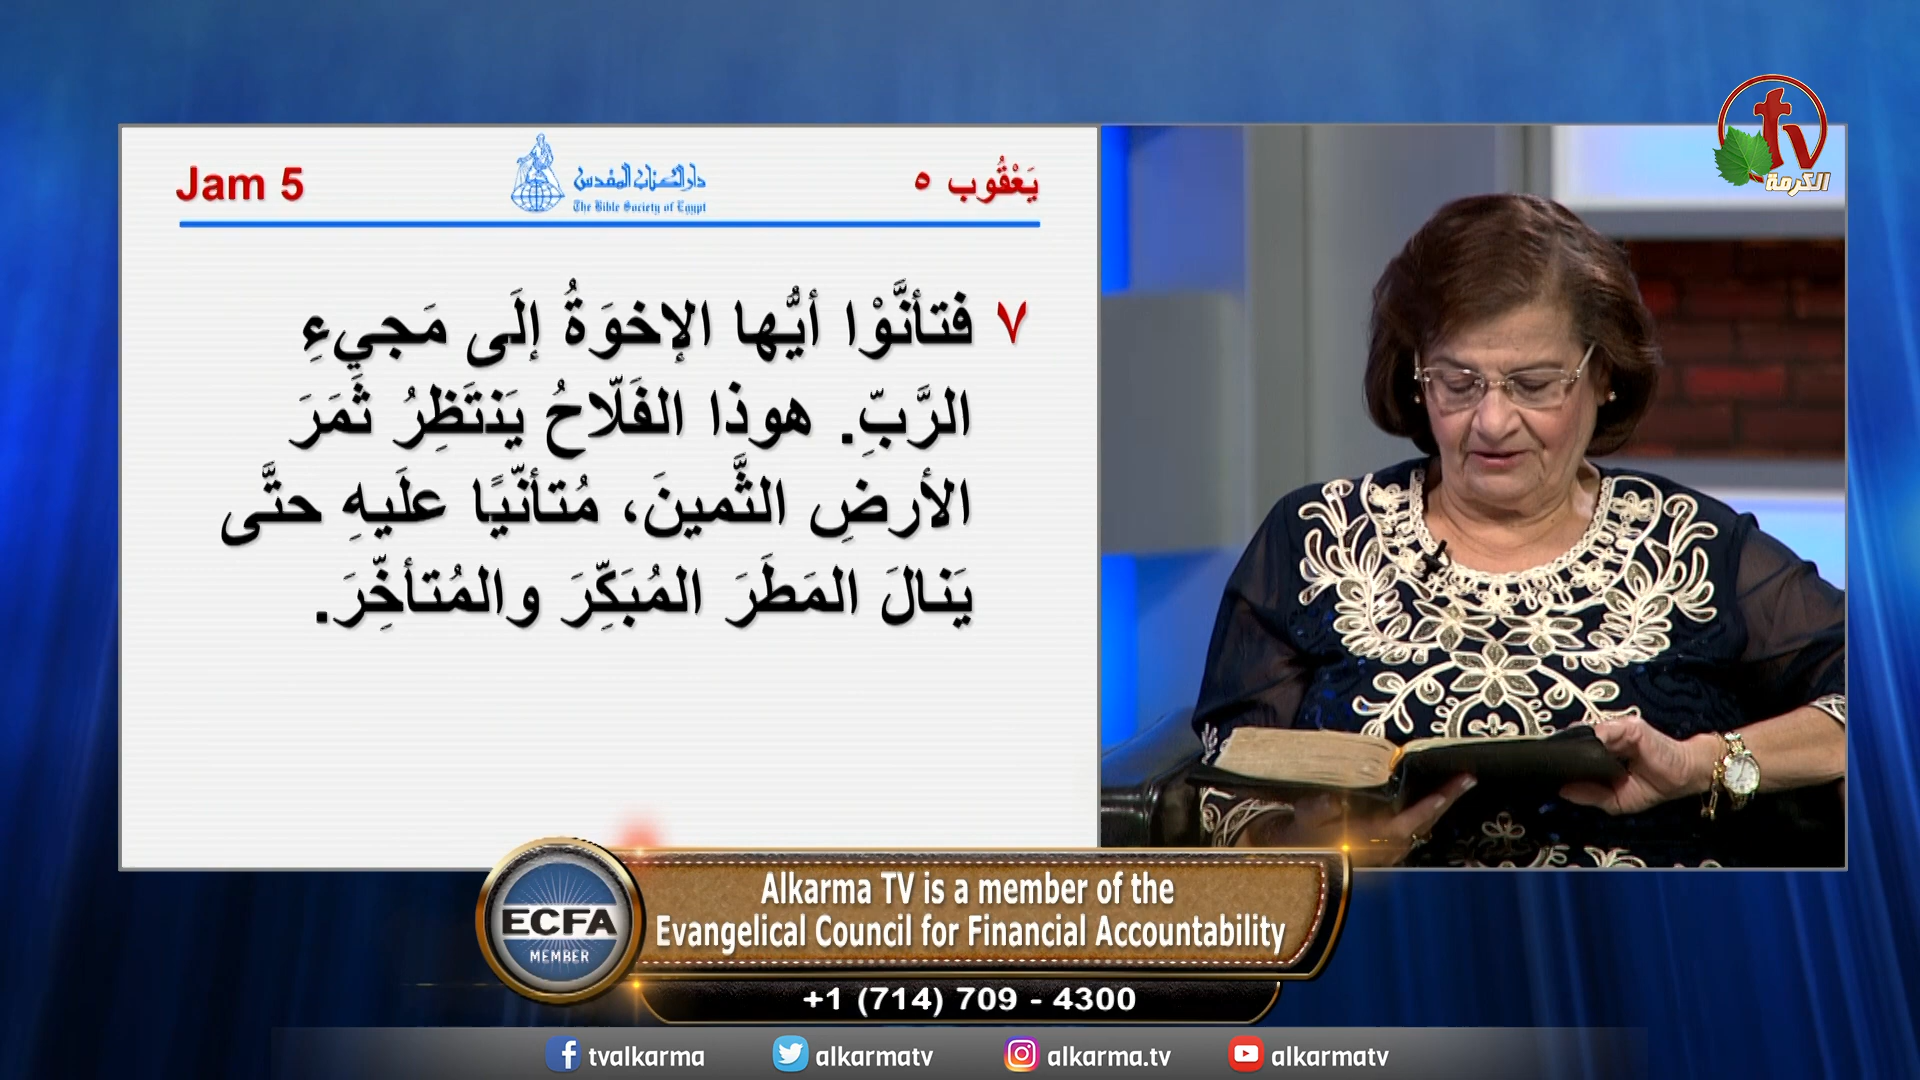 tv
الكرمة
Jam 5
دار الكتاب المقدس
The Bible Society of Egypt
يَعْقُوب ٥
٧ فتأنَّوْا أيُّها الإخوَةُ إلَى مَجيءِ
الرَّبِّ. هوذا الفَلّاحُ يَنتَظِرُ ثَمَرَ
الأرضِ الثَّمينَ، مُتأنّيًا علَيهِ حتَّى
يَنالَ المَطَرَ المُبَكِّرَ والمُتأخِّرَ.
ECFA
MEMBER
Alkarma TV is a member of the
Evangelical Council for Financial Accountability
+1 (714) 709 - 4300
tvalkarma alkarmatv alkarma.tv alkarmatv